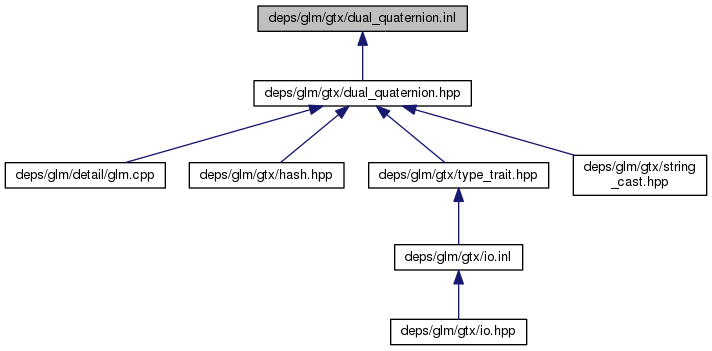 deps/glm/gtx/dual_quaternion.inl
deps/glm/gtx/dual_quaternion.hpp
deps/glm/detail/glm.cpp
deps/glm/gtx/hash.hpp
deps/glm/gtx/type_trait.hpp
deps/glm/gtx/string
_cast.hpp
deps/glm/gtx/io.inl
deps/glm/gtx/io.hpp